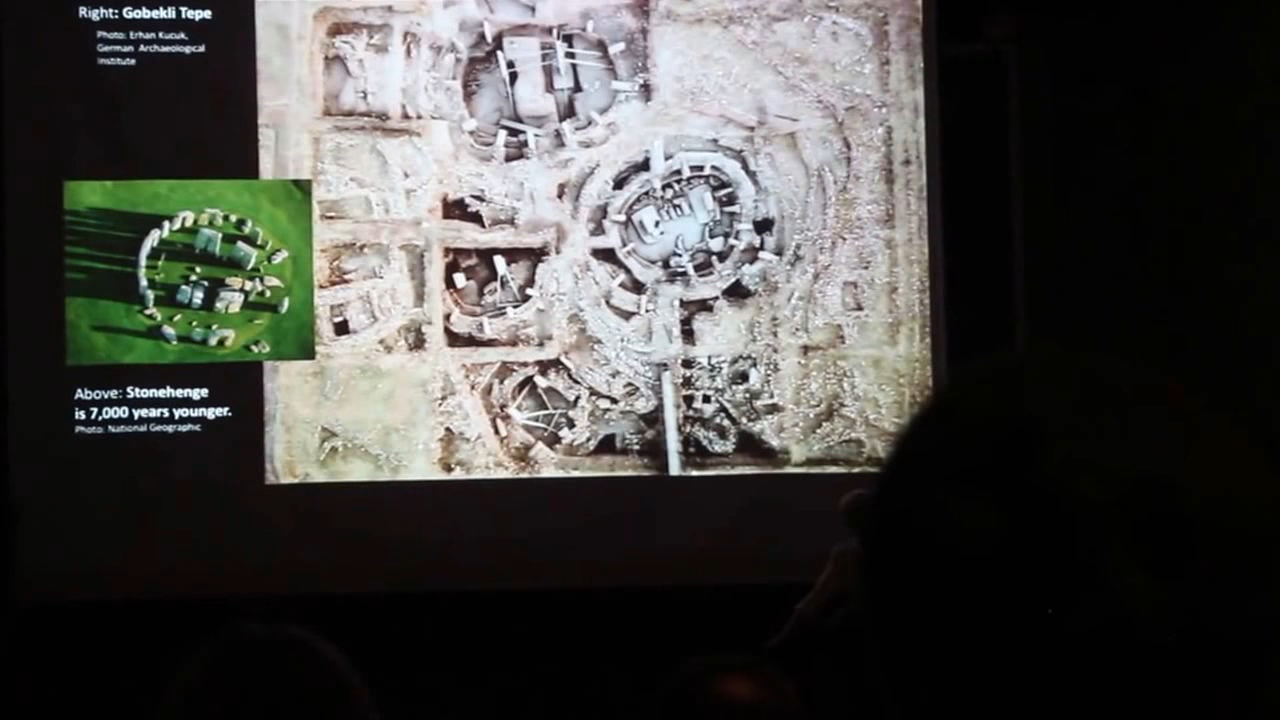 Right: Gobekli Tepe
Photo: Erhan Kucuk,
German Archaeological
Institute
Above: Stonehenge
is 7,000 years younger.
Photo: National Geographic